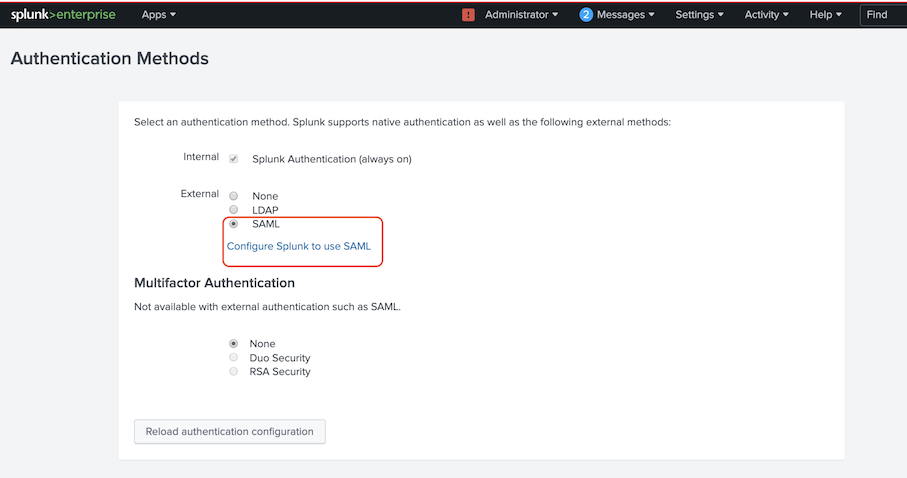 splunk>enterprise Apps ! Administrator 2 Messages Settings Activity Help Find
Authentication Methods
Select an authentication method. Splunk supports native authentication as well as the following external methods:
Internal Splunk Authentication (always on)
External None
LDAP
SAML
Configure Splunk to use SAML
Multifactor Authentication
Not available with external authentication such as SAML.
None
Duo Security
RSA Security
Reload authentication configuration